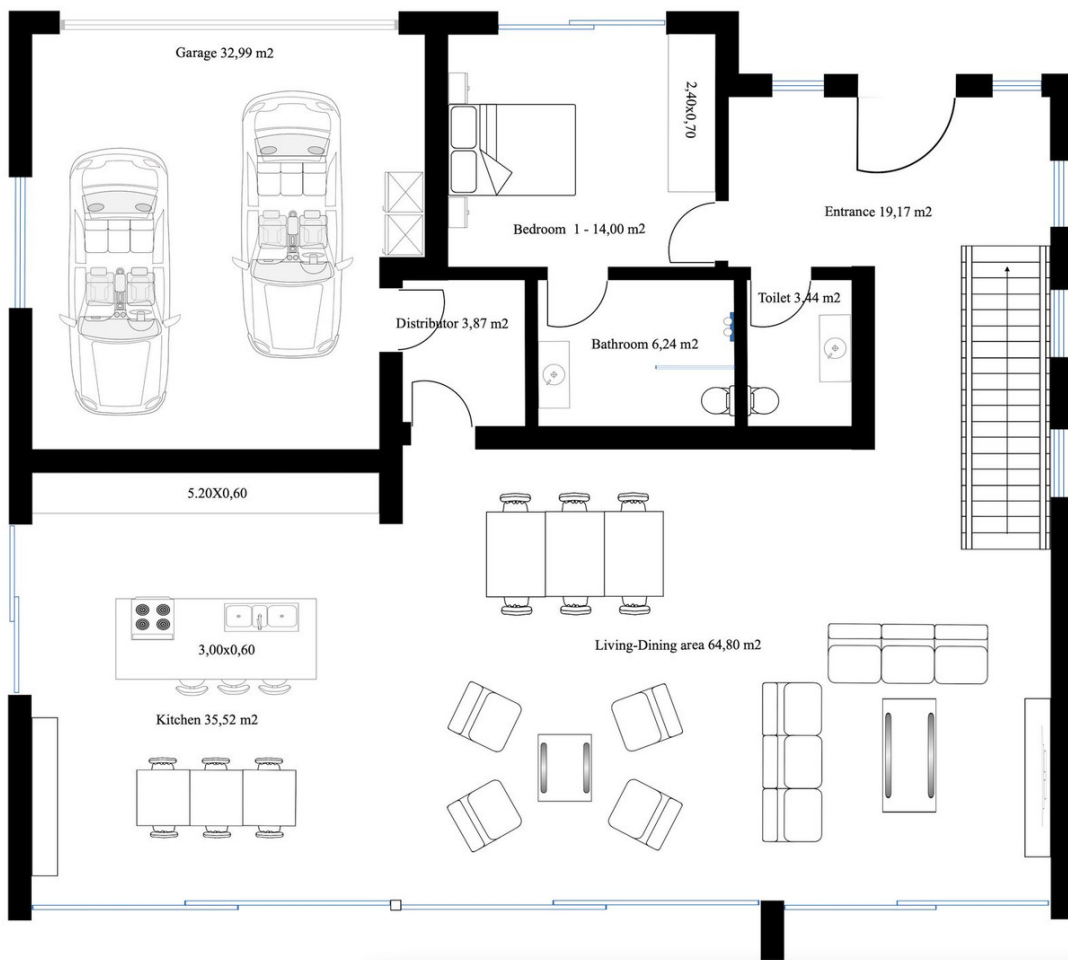 Garage 32,99 m2
2,40x0,70
Entrance 19,17 m2
Bedroom 1 - 14,00 m2
Toilet 3,44 m2
Distributor 3,87 m2
Bathroom 6,24 m2
5.20X0,60
3,00x0,60
Living-Dining area 64,80 m2
Kitchen 35,52 m2